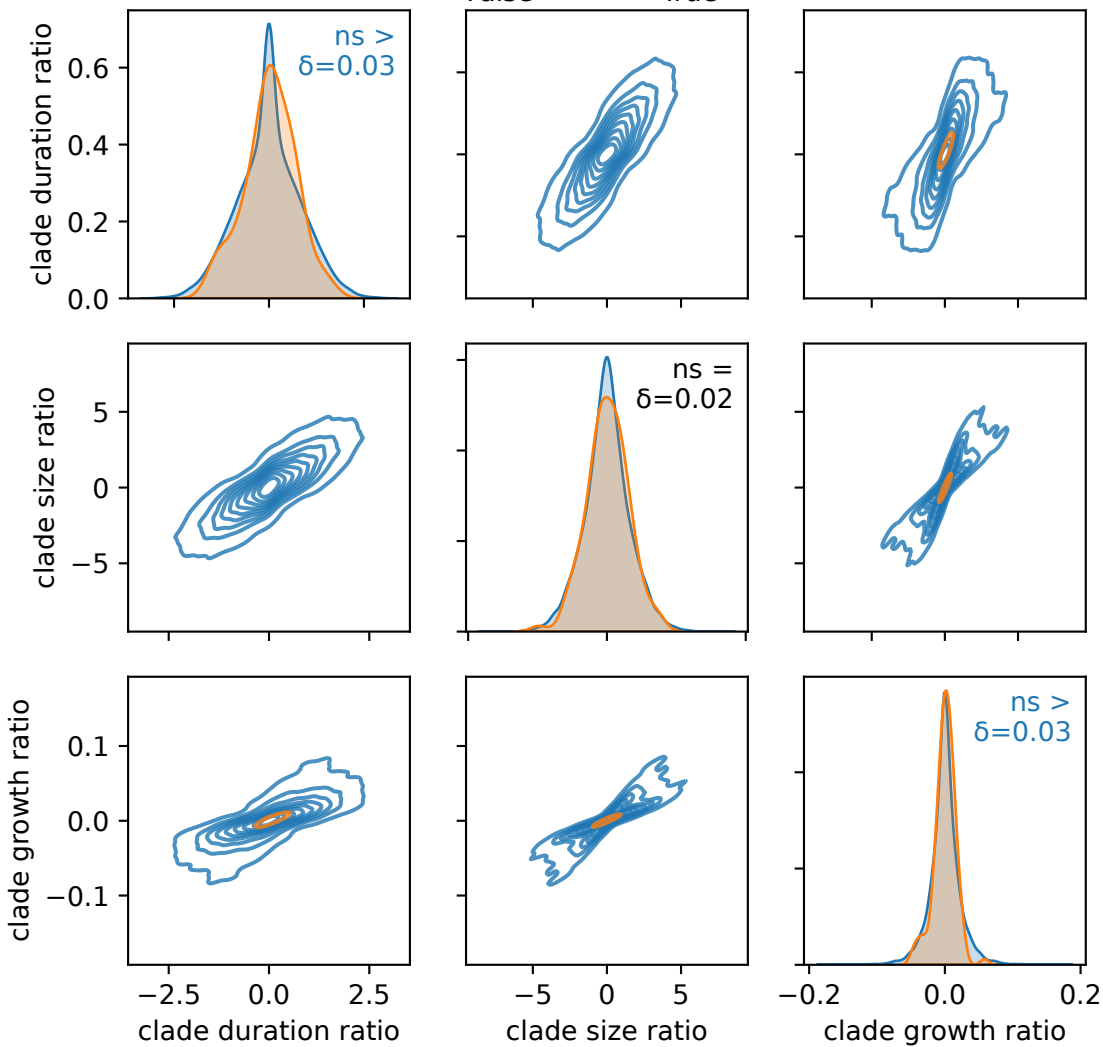 clade duration ratio
0.6
0.4
0.2
0.0
ns >
δ=0.03
clade size ratio
5
0
−5
ns =
δ=0.02
clade growth ratio
0.1
0.0
−0.1
ns >
δ=0.03
−2.5 0.0 2.5
−5 0 5
−0.2 0.0 0.2
clade duration ratio
clade size ratio
clade growth ratio